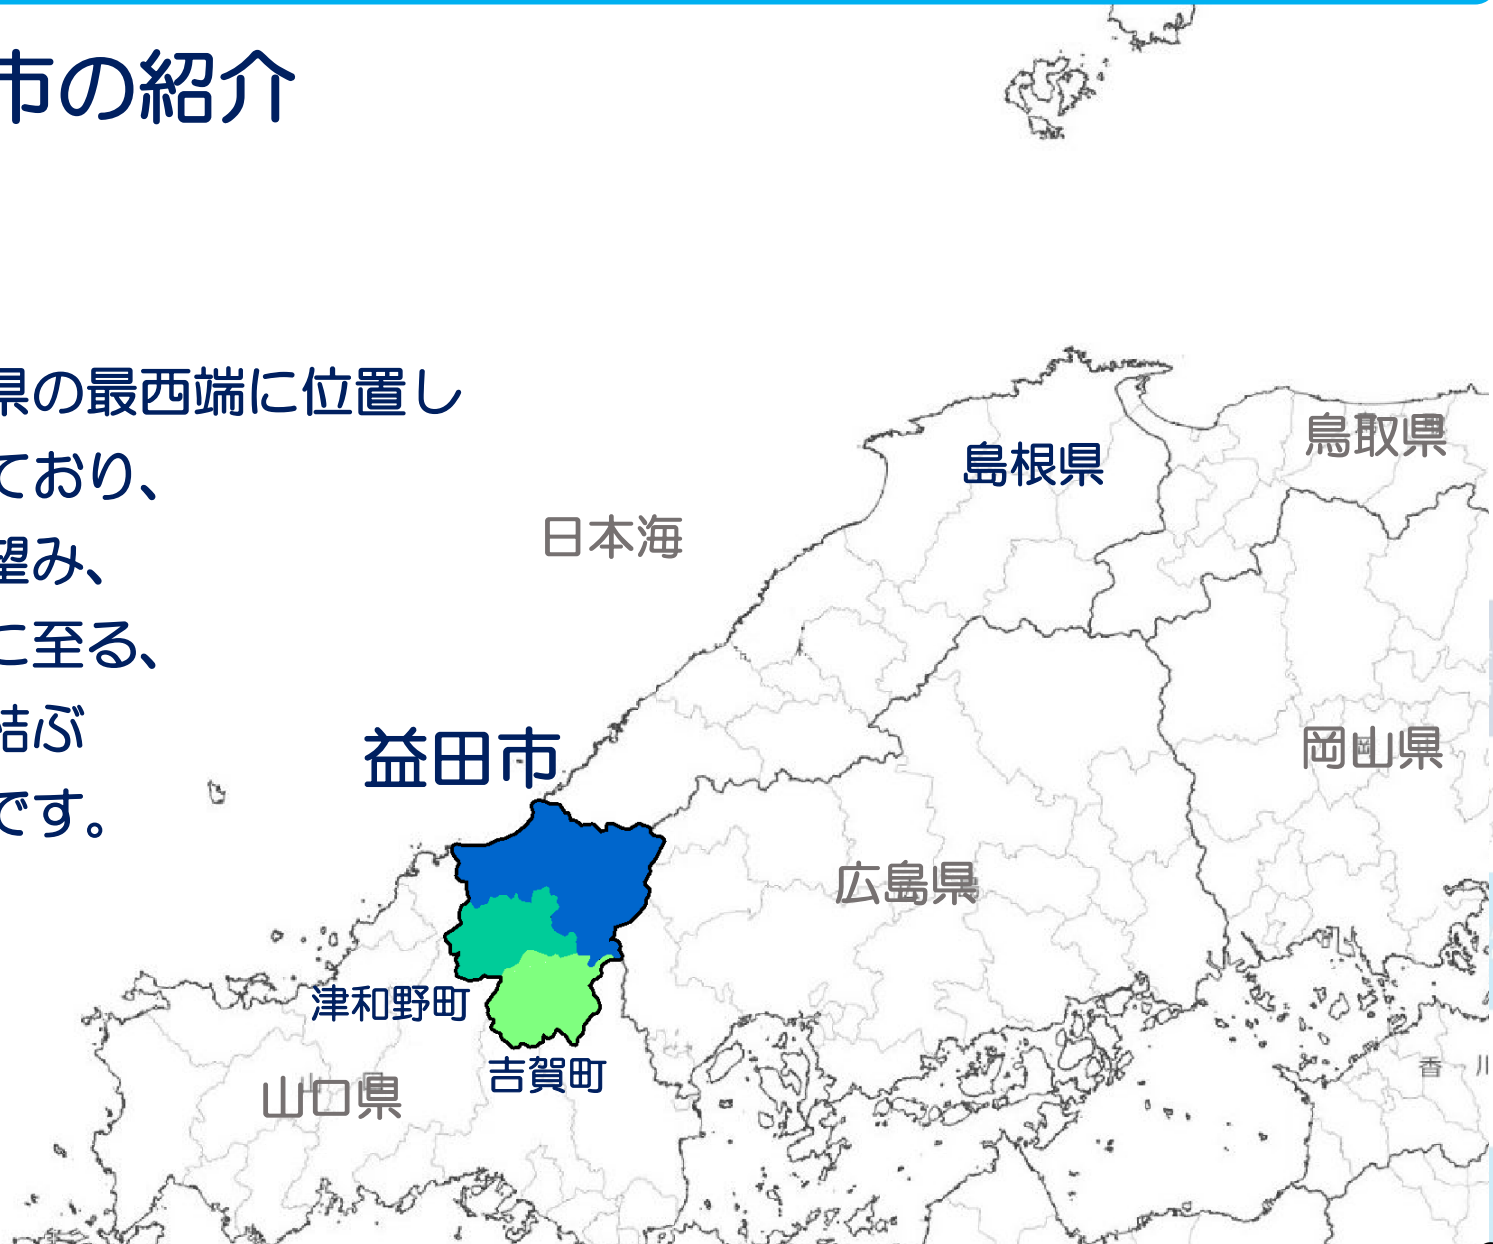 市の紹介
県の最西端に位置し
ており、
望み、
に至る、
結ぶ
です。
島根県
鳥取県
日本海
益田市
岡山県
広島県
津和野町
吉賀町
山口県
香 川